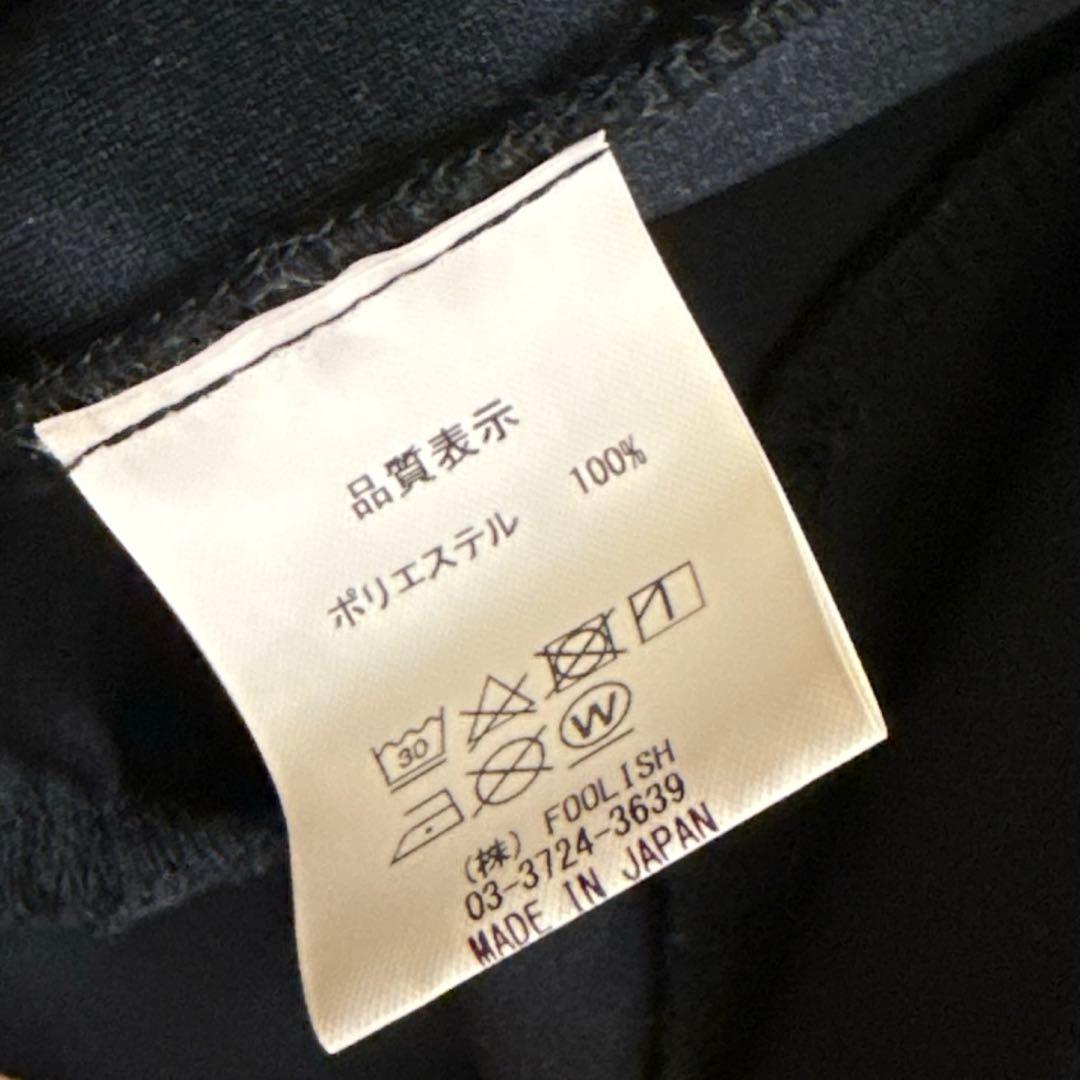 品質表示
ポリエステル 100%
30
W
(株) FOOLISH
03-3724-3639
MADE IN JAPAN